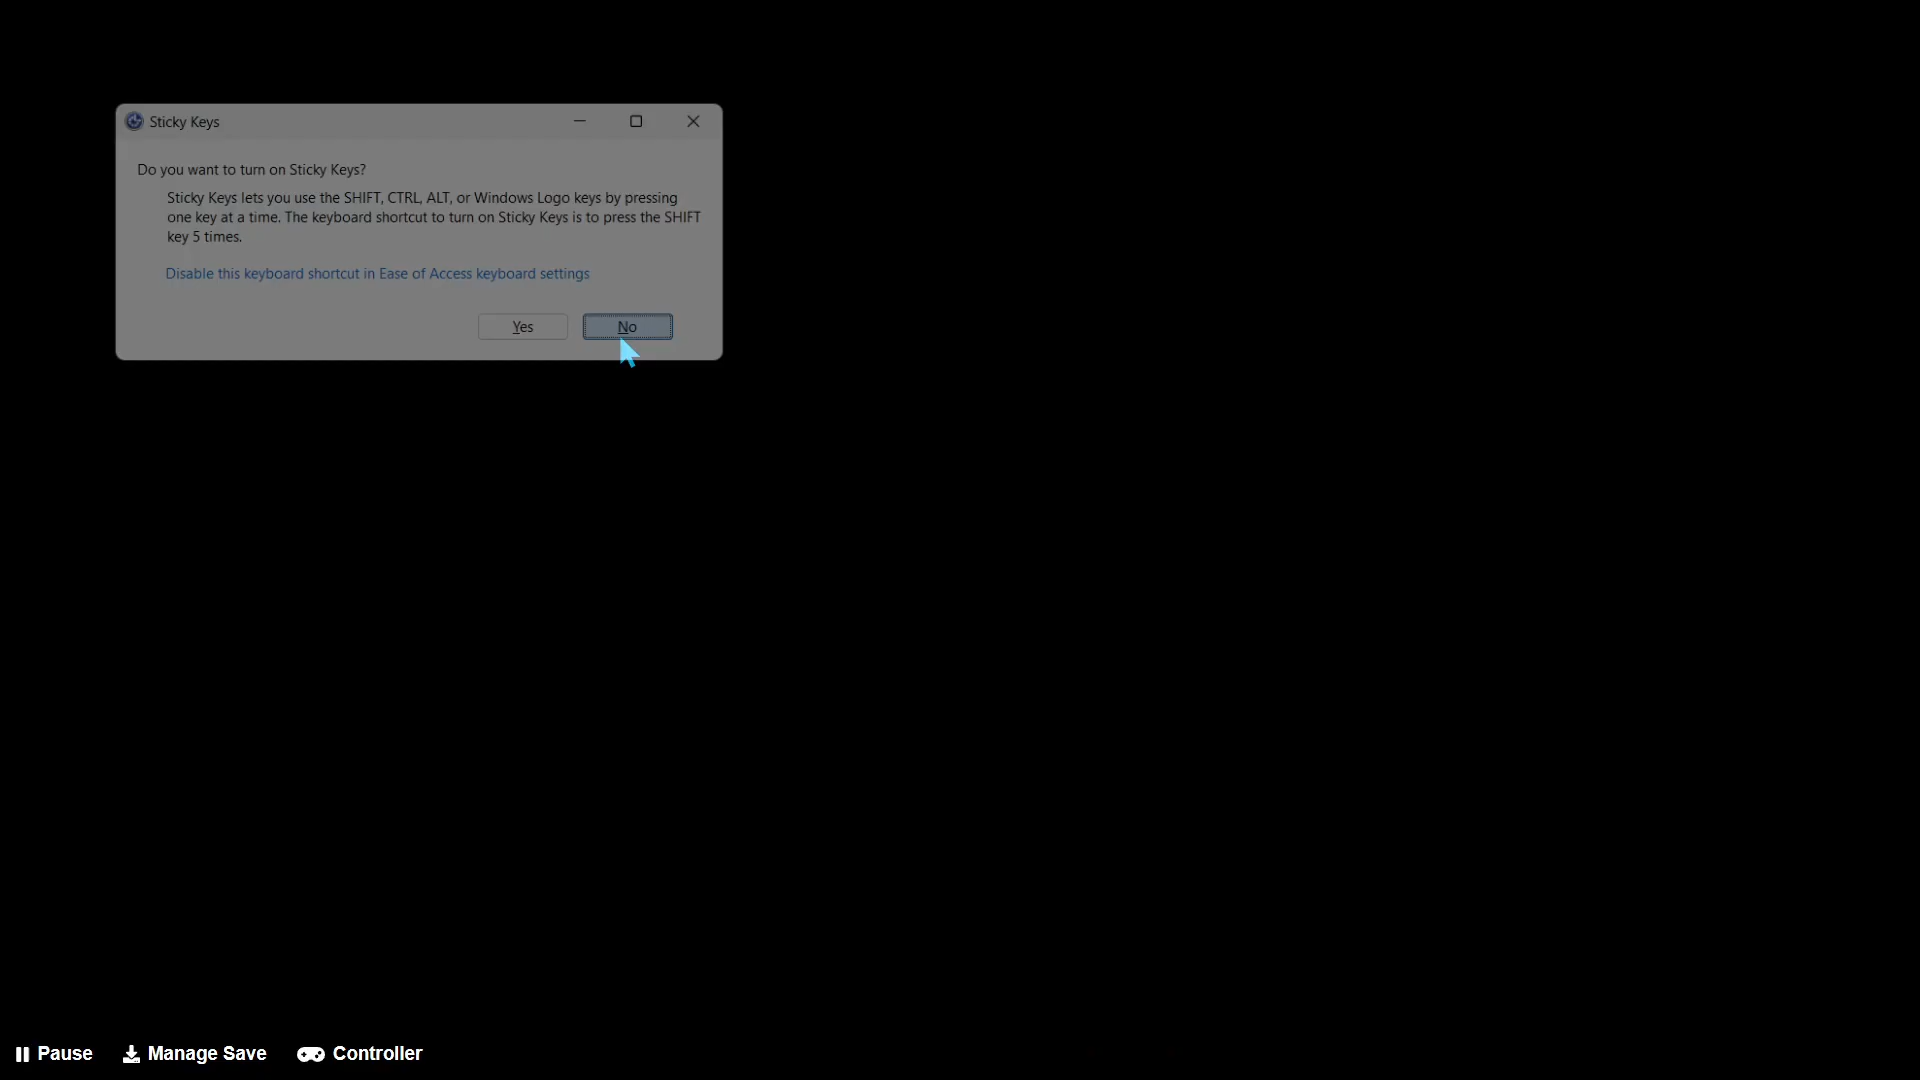 Sticky Keys
Do you want to turn on Sticky Keys?
Sticky Keys lets you use the SHIFT, CTRL, ALT, or Windows Logo keys by pressing
one key at a time. The keyboard shortcut to turn on Sticky Keys is to press the SHIFT
key 5 times.
Disable this keyboard shortcut in Ease of Access keyboard settings
Yes No
Pause Manage Save Controller